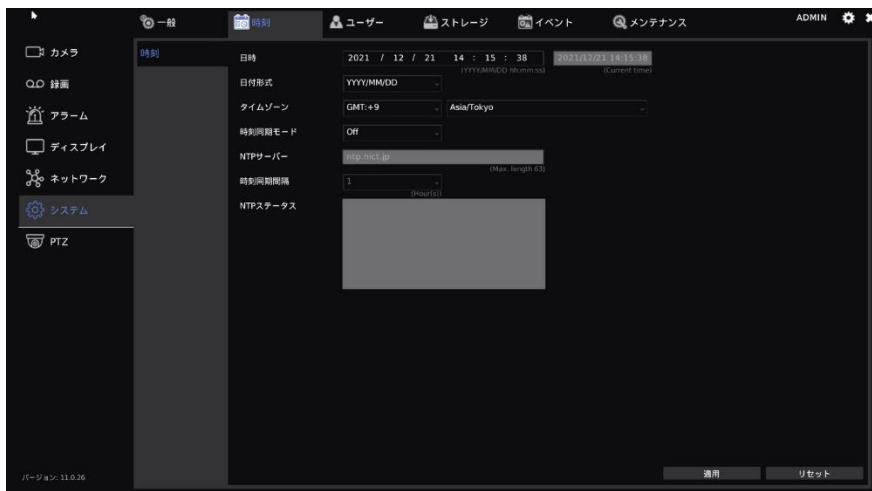 一般 時刻 ユーザー ストレージ イベント メンテナンス ADMIN
カメラ
録画
アラーム
ディスプレイ
ネットワーク
システム
PTZ
時刻
日時 2021 / 12 / 21 14 : 15 : 38 2021/12/21 14:15:38
(YYYY/MM/DD hh:mm:ss) (Current time)
日付形式 YYYY/MM/DD
タイムゾーン GMT:+9 Asia/Tokyo
時刻同期モード Off
NTPサーバー ntp.nict.jp
(Max. length 63)
時刻同期間隔 1
(Hour(s))
NTPステータス
適用 リセット
バージョン: 11.0.26